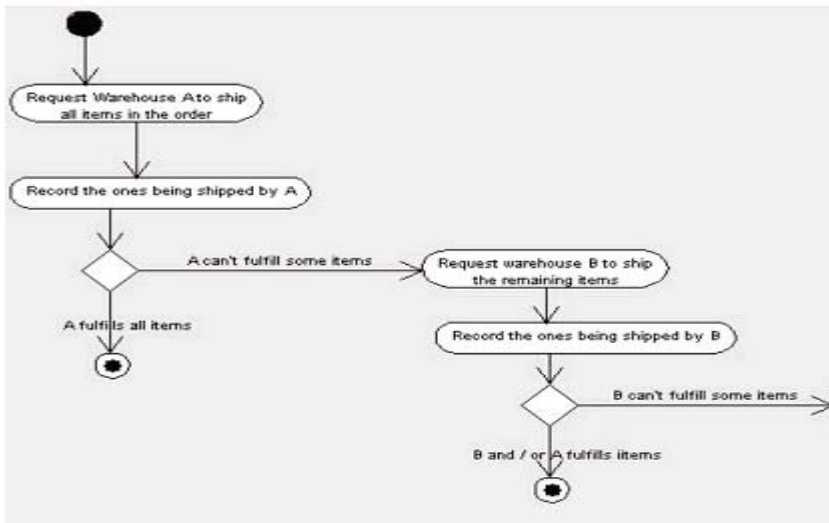 Request Warehouse A to ship
all items in the order
Record the ones being shipped by A
A can't fulfill some items
Request warehouse B to ship
the remaining items
A fulfills all items
Record the ones being shipped by B
B can't fulfill some items
B and / or A fulfills iitems